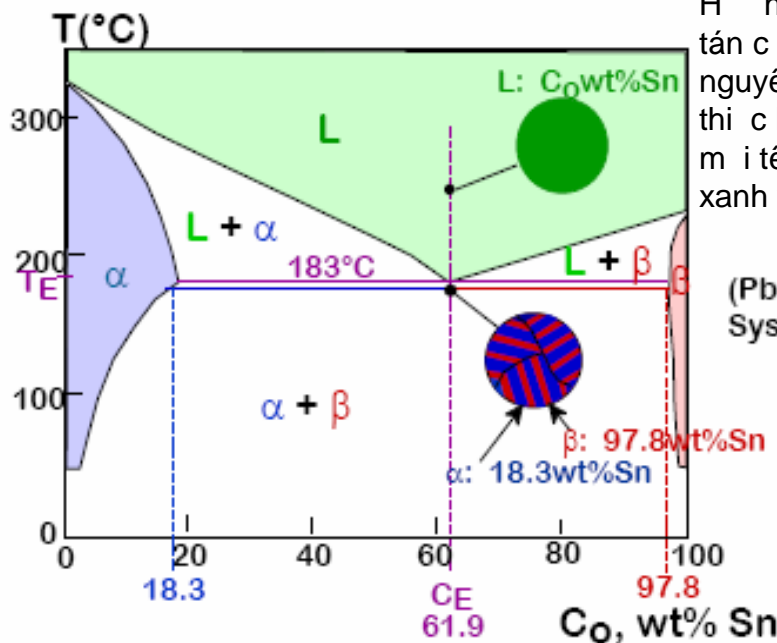 T(°C)
H n
tán c
nguyê
thi c
m i tê
xanh
L: Cowt%Sn
300
L
L + α
200
TE
α
183°C
L + β
β
(Pb
Sys
100
α + β
β: 97.8wt%Sn
α: 18.3wt%Sn
0
0 20 40 60 80 100
18.3
CE
61.9
97.8
Co, wt% Sn